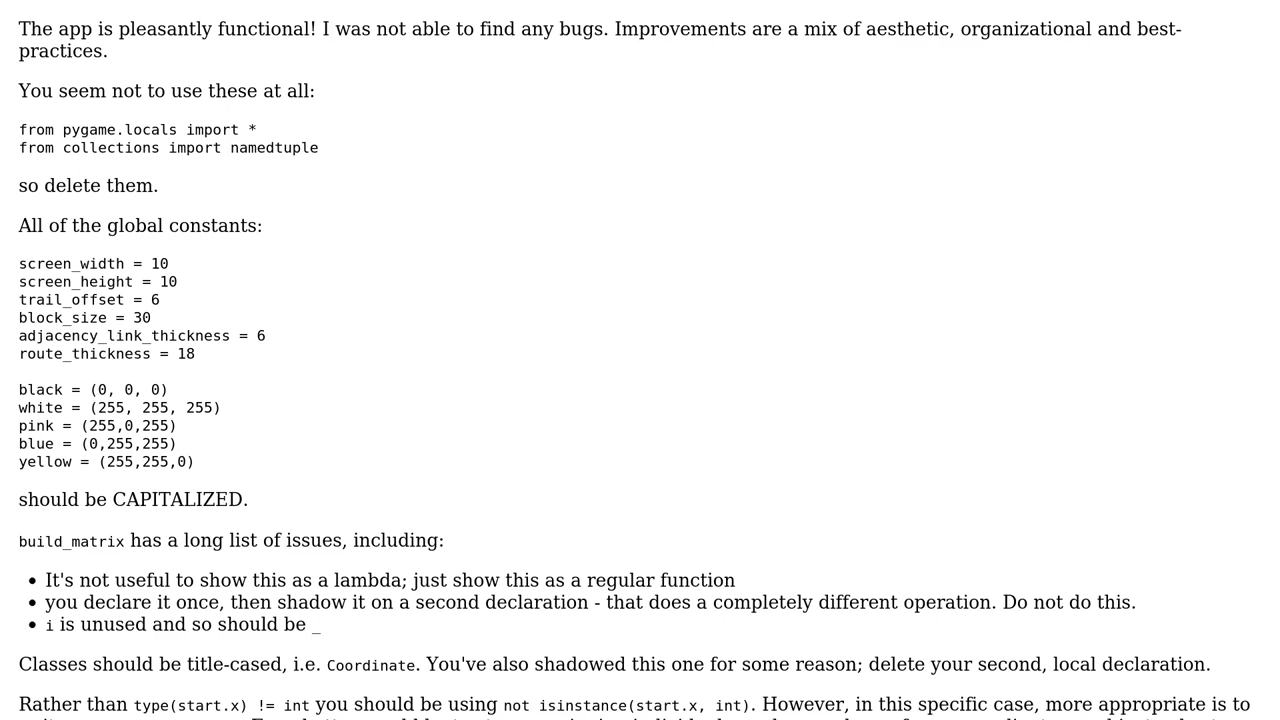 The app is pleasantly functional! I was not able to find any bugs. Improvements are a mix of aesthetic, organizational and best-
practices.
You seem not to use these at all:
from pygame.locals import *
from collections import namedtuple
so delete them.
All of the global constants:
screen_width = 10
screen_height = 10
trail_offset = 6
block_size = 30
adjacency_link_thickness = 6
route_thickness = 18
black = (0, 0, 0)
white = (255, 255, 255)
pink = (255,0,255)
blue = (0,255,255)
yellow = (255,255,0)
should be CAPITALIZED.
build_matrix has a long list of issues, including:
• It's not useful to show this as a lambda; just show this as a regular function
• you declare it once, then shadow it on a second declaration - that does a completely different operation. Do not do this.
• i is unused and so should be _
Classes should be title-cased, i.e. Coordinate. You've also shadowed this one for some reason; delete your second, local declaration.
Rather than type(start.x) != int you should be using not isinstance(start.x, int). However, in this specific case, more appropriate is to